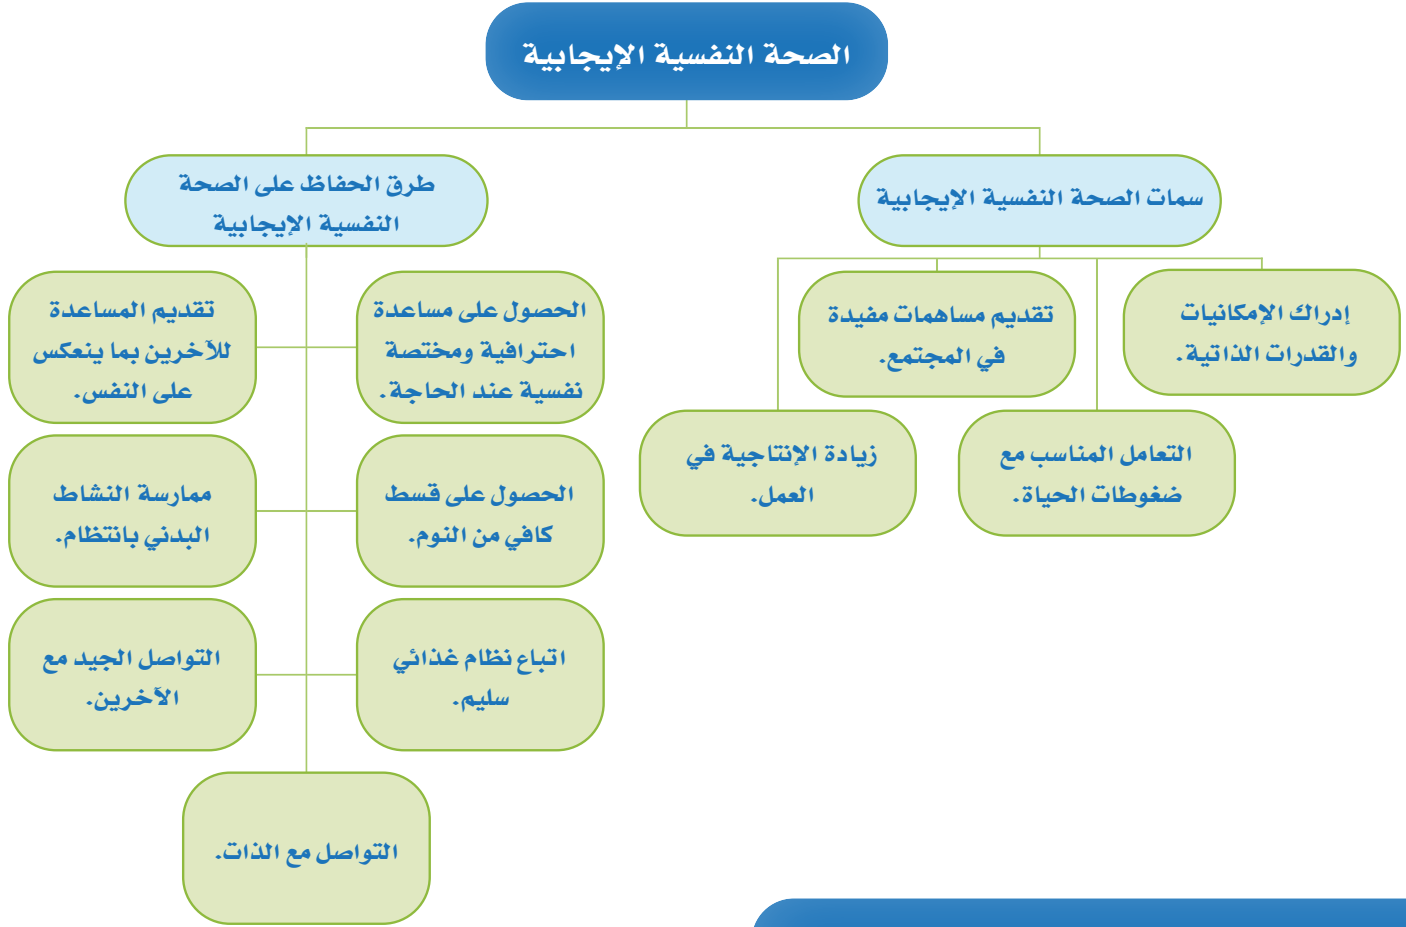 الصحة النفسية الإيجابية
سمات الصحة النفسية الإيجابية
إدراك الإمكانيات
والقدرات الذاتية.
تقديم مساهمات مفيدة
في المجتمع.
التعامل المناسب مع
ضغوطات الحياة.
زيادة الإنتاجية في
العمل.
طرق الحفاظ على الصحة
النفسية الإيجابية
الحصول على مساعدة
احترافية ومختصة
نفسية عند الحاجة.
تقديم المساعدة
للآخرين بما ينعكس
على النفس.
الحصول على قسط
كافي من النوم.
ممارسة النشاط
البدني بانتظام.
اتباع نظام غذائي
سليم.
التواصل الجيد مع
الآخرين.
التواصل مع الذات.